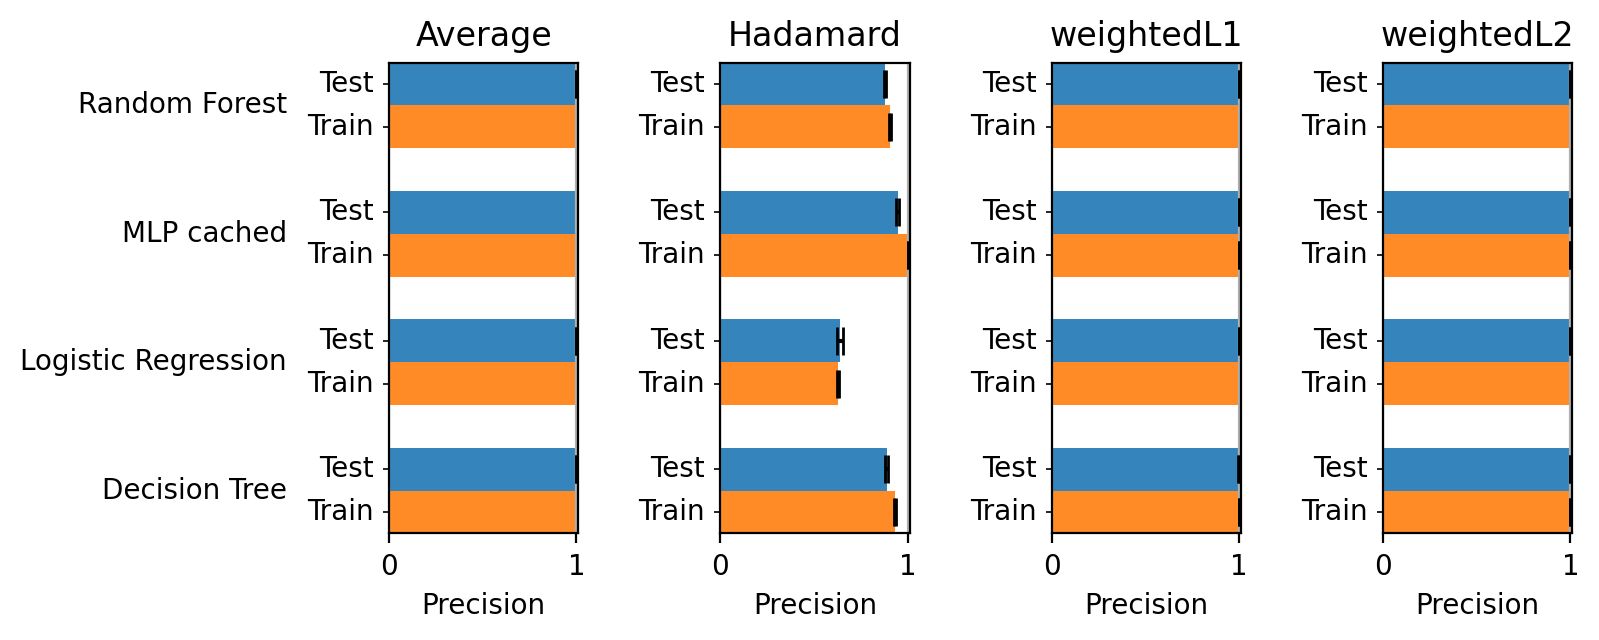 Average Hadamard weightedL1 weightedL2
Test Test Test Test
Random Forest
Train Train Train Train
Test Test Test Test
MLP cached
Train Train Train Train
Test Test Test Test
Logistic Regression
Train Train Train Train
Test Test Test Test
Decision Tree
Train Train Train Train
0 1 0 1 0 1 0 1
Precision Precision Precision Precision